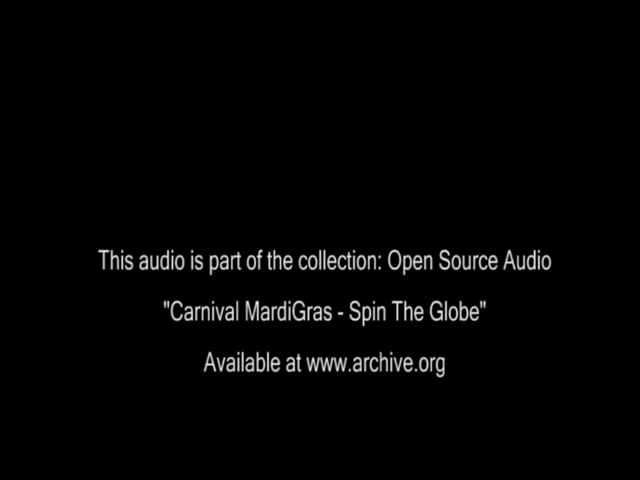 This audio is part of the collection: Open Source Audio
"Carnival MardiGras - Spin The Globe"
Available at www.archive.org